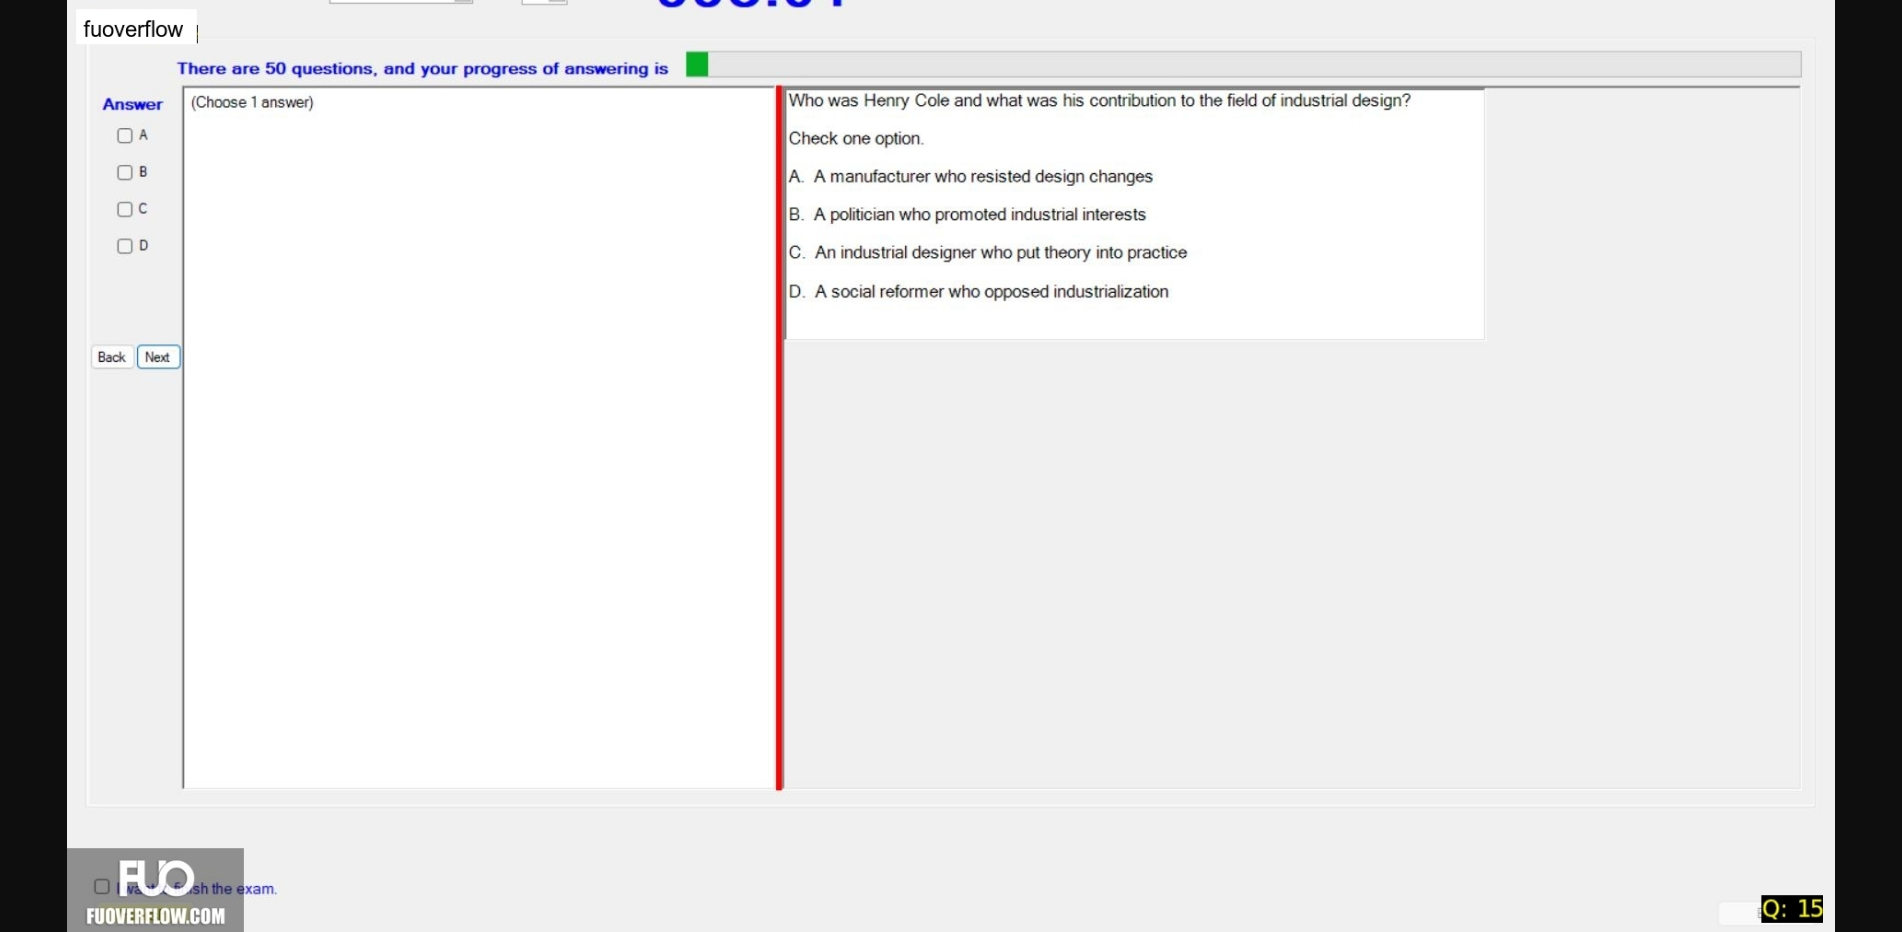 fuoverflow
There are 50 questions, and your progress of answering is
Answer
(Choose 1 answer)
A
B
C
D
Back Next
Who was Henry Cole and what was his contribution to the field of industrial design?
Check one option.
A. A manufacturer who resisted design changes
B. A politician who promoted industrial interests
C. An industrial designer who put theory into practice
D. A social reformer who opposed industrialization
FUO
the exam.
FUOVERFLOW.COM
Q: 15